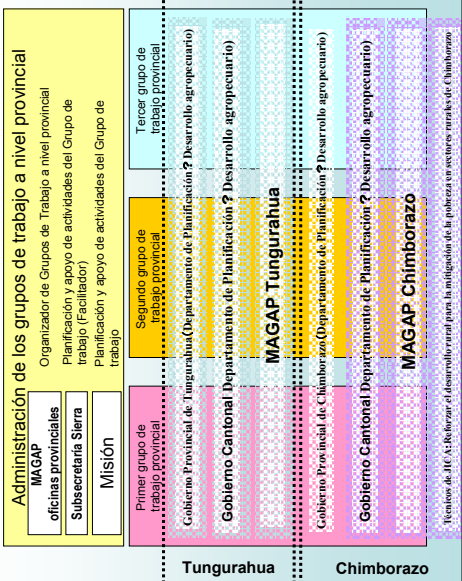 Administración de los grupos de trabajo a nivel provincial
MAGAP
oficinas provinciales
Organizador de Grupos de Trabajo a nivel provincial
Subsecretaría Sierra
Planificación y apoyo de actividades del Grupo de
trabajo (Facilitador)
Misión
Planificación y apoyo de actividades del Grupo de
trabajo
Primer grupo de
trabajo provincial
Segundo grupo de
trabajo provincial
Tercer grupo de
trabajo provincial
Tungurahua
Gobierno Provincial de Tungurahua(Departamento de Planificación? Desarrollo agropecuario)
Gobierno Cantonal Departamento de Planificación? Desarrollo agropecuario)
MAGAP Tungurahua
Chimborazo
Gobierno Provincial de Chimborazo(Departamento de Planificación? Desarrollo agropecuario)
Gobierno Cantonal Departamento de Planificación? Desarrollo agropecuario)
MAGAP Chimborazo
Técnicos de JICA:Reforzar el desarrollo rural para la mitigación de la pobreza en sectores rurales de Chimborazo